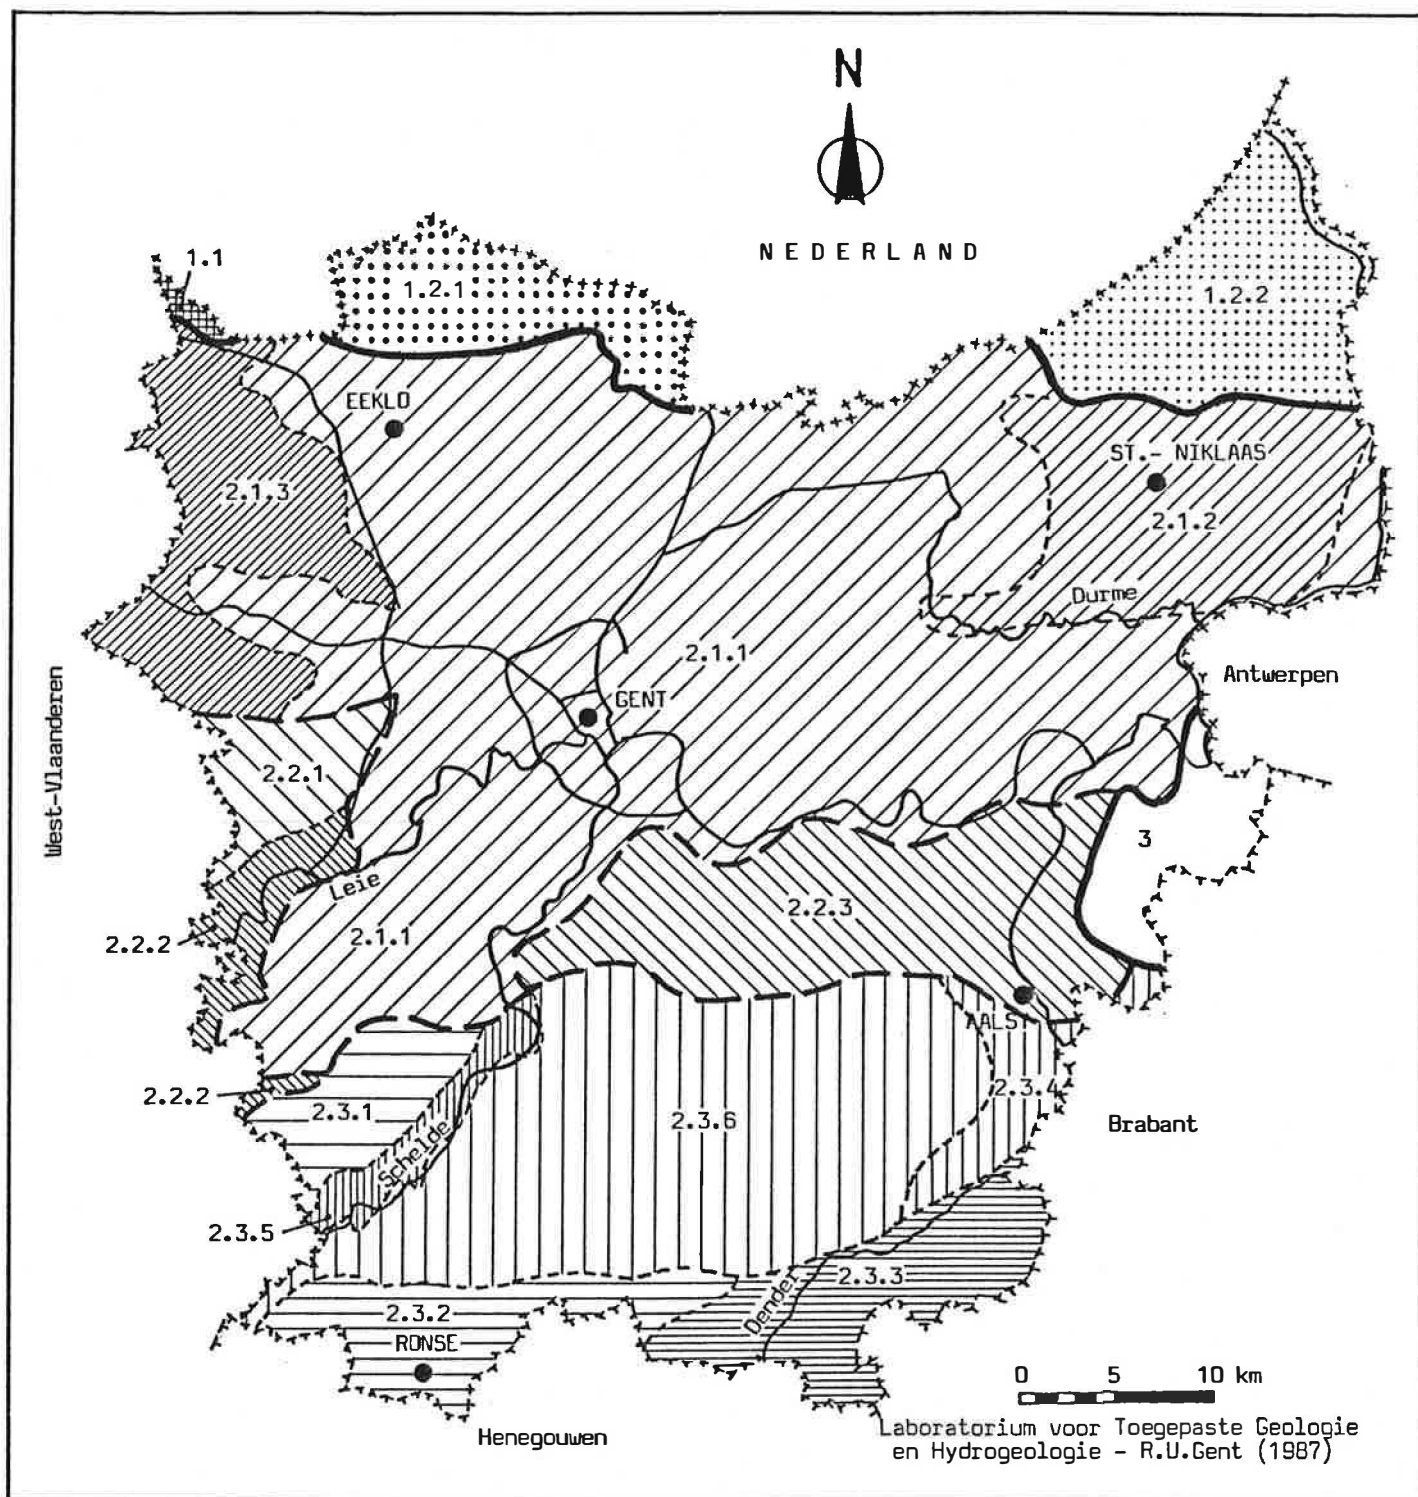 N
NEDERLAND
1.1
1.2.1
1.2.2
EEKLO
ST.- NIKLAAS
2.1.3
2.1.2
Durme
2.1.1
Antwerpen
West-Vlaanderen
GENT
2.2.1
3
Leie
2.2.3
2.2.2
2.1.1
AALST
2.2.2
2.3.1
2.3.4
2.3.6
Brabant
Schelde
2.3.5
2.3.3
Dender
2.3.2
RONSE
0 5 10 km
Henegouwen
Laboratorium voor Toegepaste Geologie
en Hydrogeologie - R.U.Gent (1987)